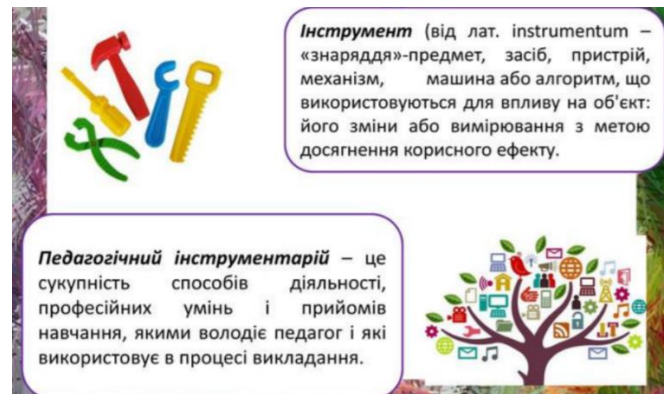 Інструмент (від лат. instrumentum –
«знаряддя»-предмет, засіб, пристрій,
механізм, машина або алгоритм, що
використовуються для впливу на об'єкт:
його зміни або вимірювання з метою
досягнення корисного ефекту.
Педагогічний інструментарій – це
сукупність способів діяльності,
професійних умінь і прийомів
навчання, якими володіє педагог і які
використовує в процесі викладання.